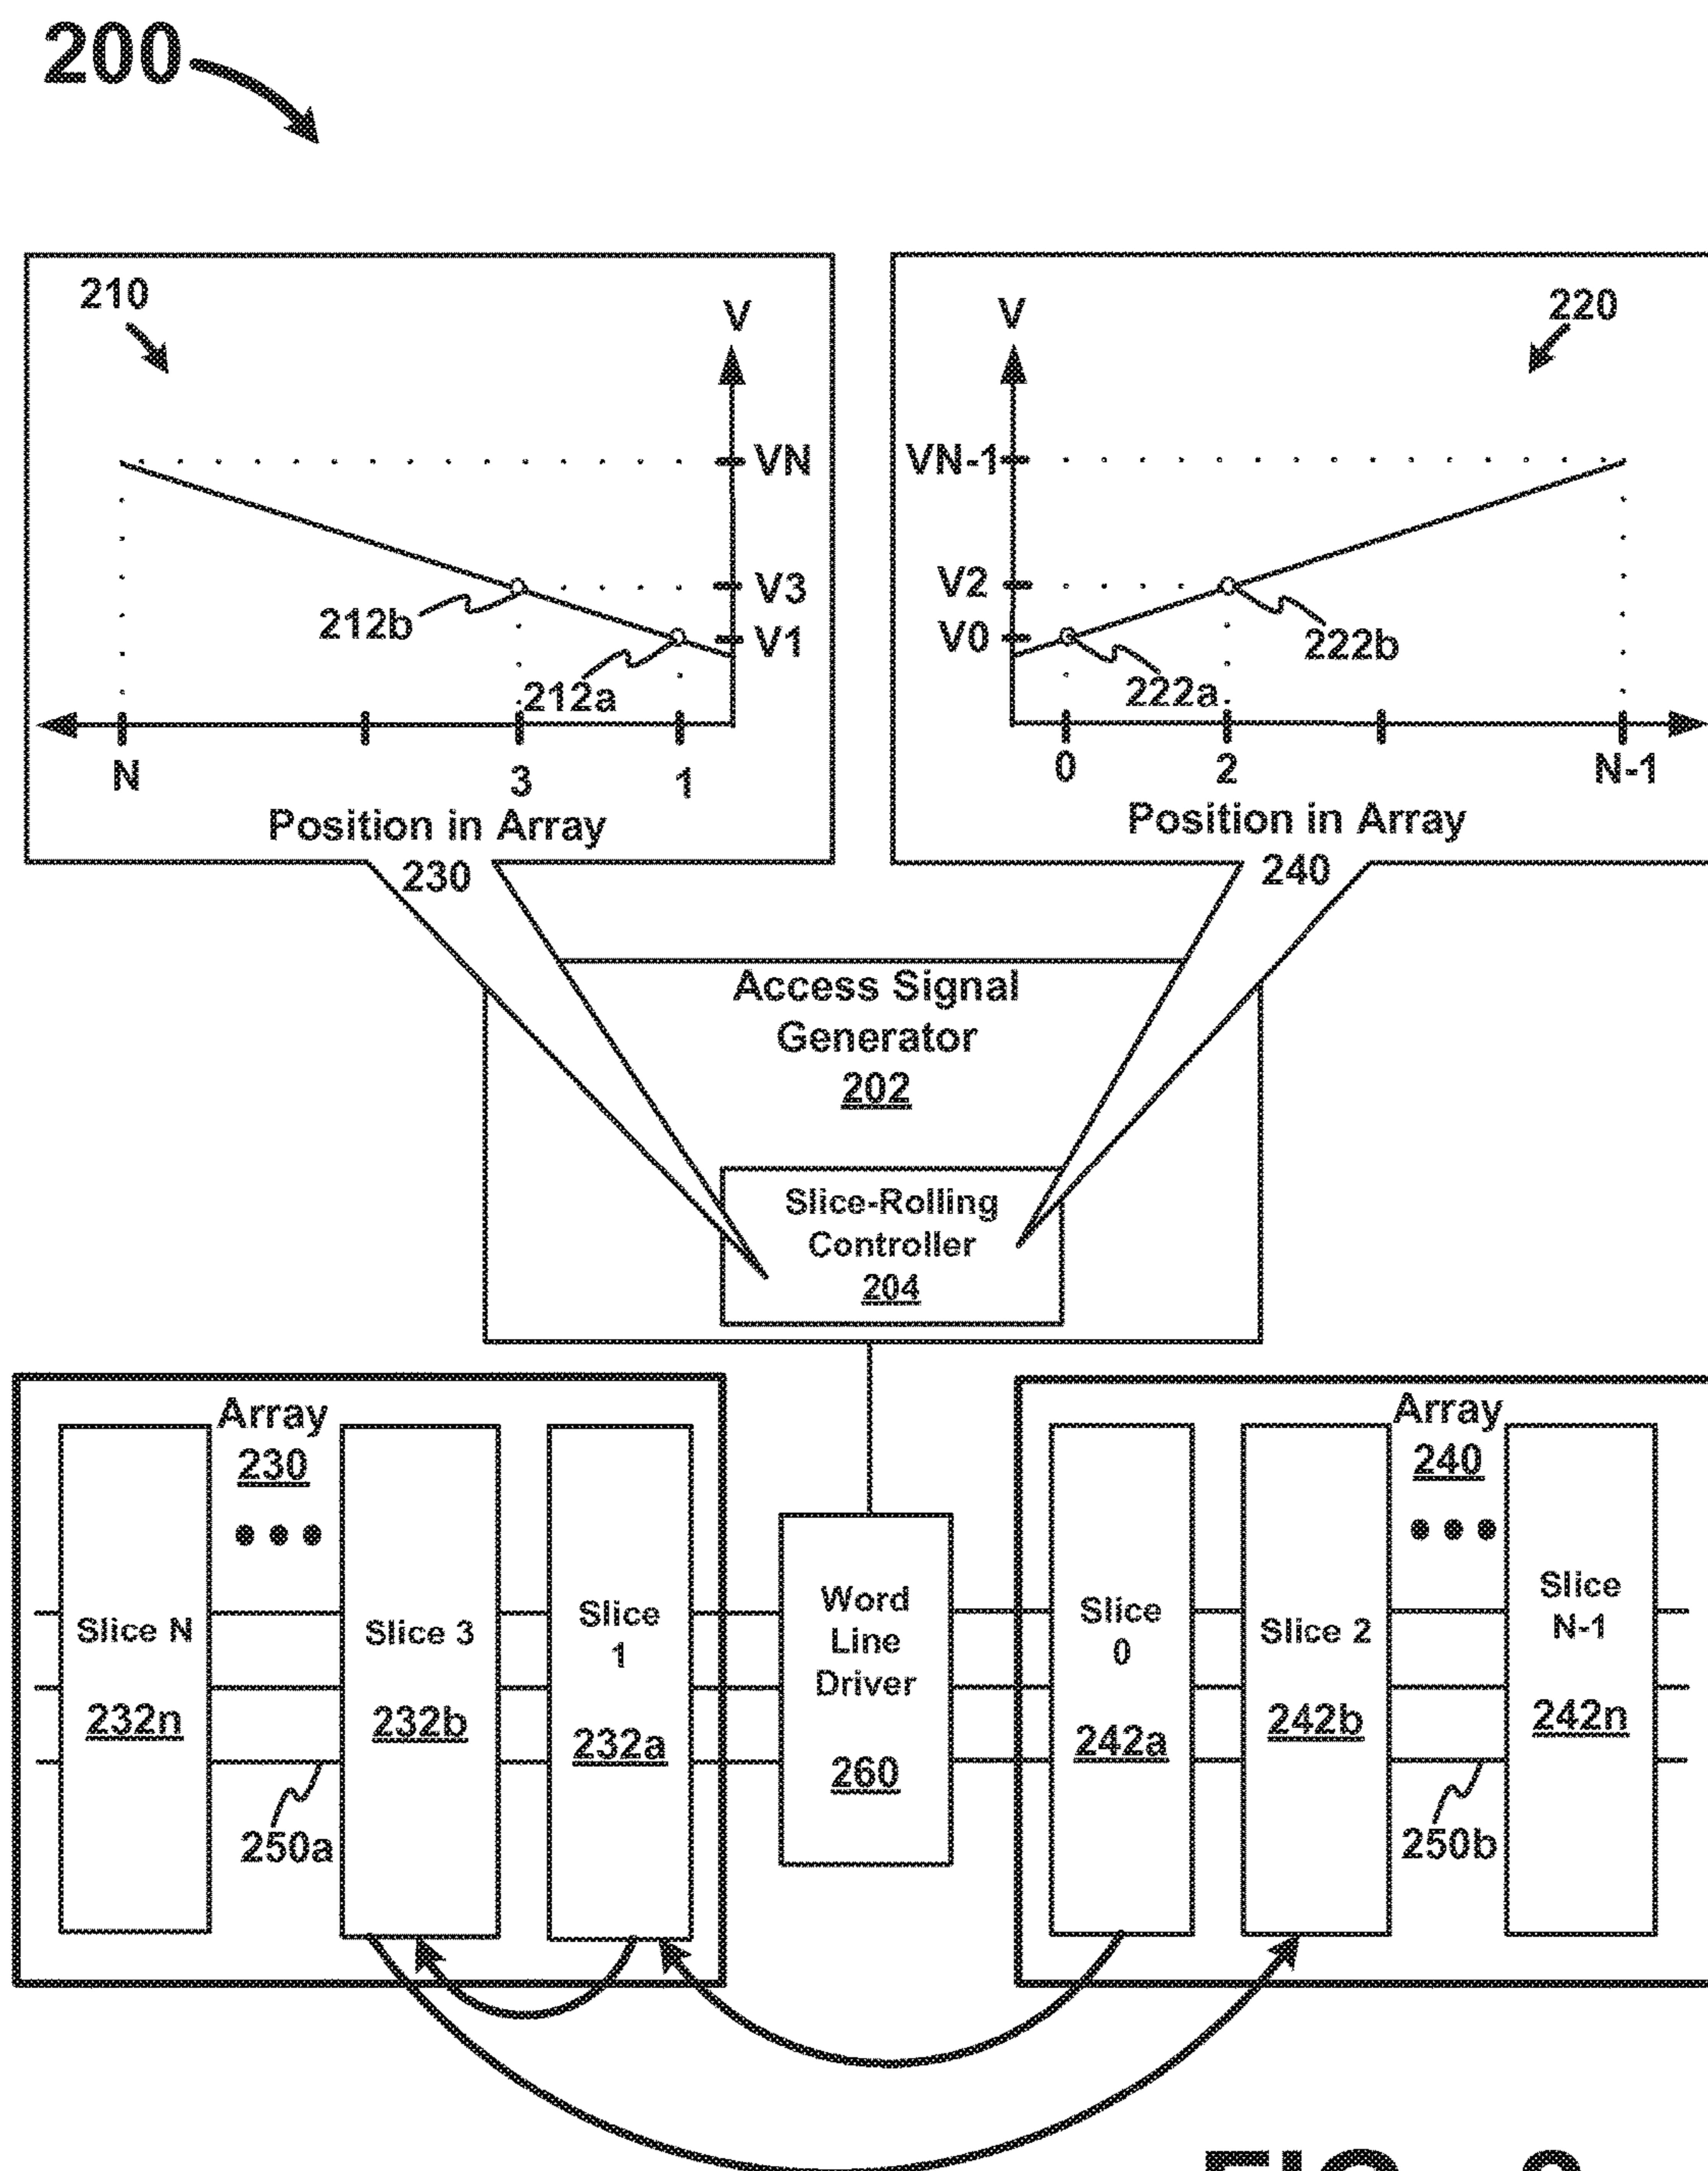 200
210
V
VN
V3
V1
212b
212a
N
3
1
Position in Array
230
220
V
VN-1
V2
V0
222b
222a
0
2
N-1
Position in Array
240
Access Signal
Generator
202
Slice-Rolling
Controller
204
Array
230
Slice N
232n
Slice 3
232b
Slice
1
232a
250a
Word
Line
Driver
260
Array
240
Slice
0
242a
Slice 2
242b
Slice
N-1
242n
250b